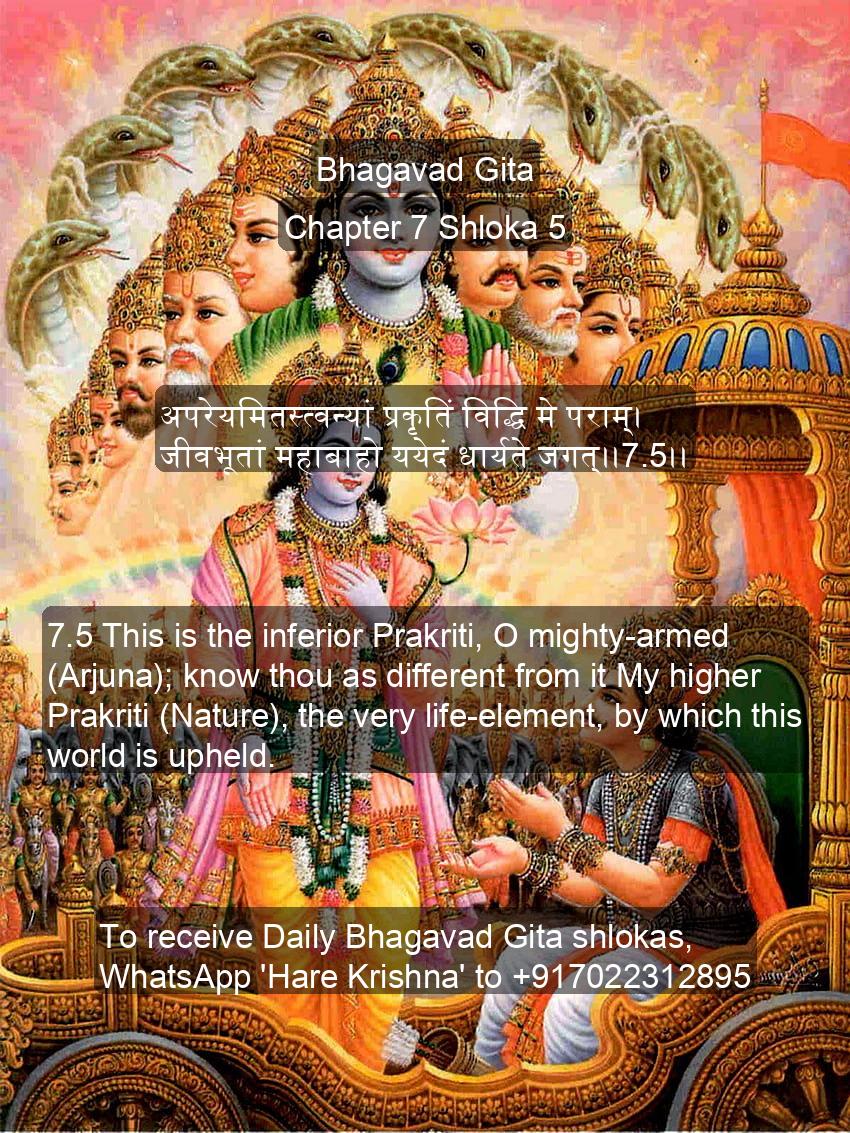 Bhagavad Gita
Chapter 7 Shloka 5
अपरेयमितस्त्वन्यां प्रकृतिं विद्धि मे पराम्।
जीवभूतां महाबाहो ययेदं धार्यते जगत्।।7.5।।
7.5 This is the inferior Prakriti, O mighty-armed
(Arjuna); know thou as different from it My higher
Prakriti (Nature), the very life-element, by which this
world is upheld.
To receive Daily Bhagavad Gita shlokas,
WhatsApp 'Hare Krishna' to +917022312895